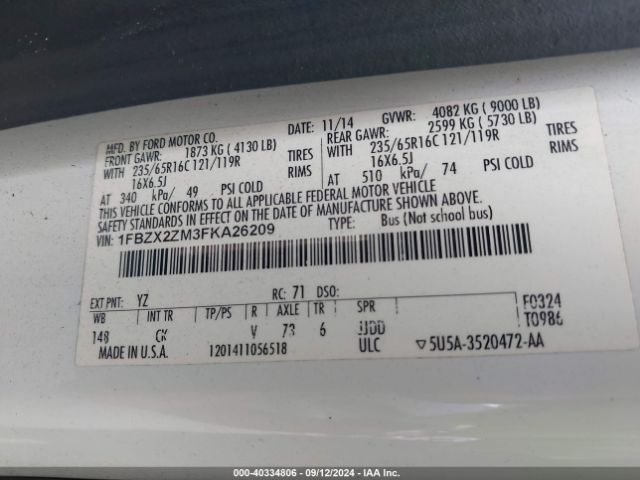 MFD. BY FORD MOTOR CO. DATE: 11/14 GVWR: 4082 KG ( 9000 LB)
FRONT GAWR: 1873 KG ( 4130 LB) REAR GAWR: 2599 KG ( 5730 LB)
WITH 235/65R16C 121/119R TIRES WITH 235/65R16C 121/119R TIRES
16X6.5J RIMS 16X6.5J RIMS
AT 340 kPa/ 49 PSI COLD AT 510 kPa/ 74 PSI COLD
THIS VEHICLE CONFORMS TO ALL APPLICABLE FEDERAL MOTOR VEHICLE
SAFETY STANDARDS IN EFFECT ON THE DATE OF MANUFACTURE SHOWN ABOVE.
VIN: 1FBZX2ZM3FKA26209 TYPE: Bus (Not school bus)
EXT PNT: YZ RC: 71 DSO:
WB INT TR TP/PS R AXLE TR SPR F0324
148 CK V 73 6 JJDD T0986
MADE IN U.S.A. 1201411056518 ULC ▽5U5A-3520472-AA
000-40334806 - 09/12/2024 - IAA Inc.